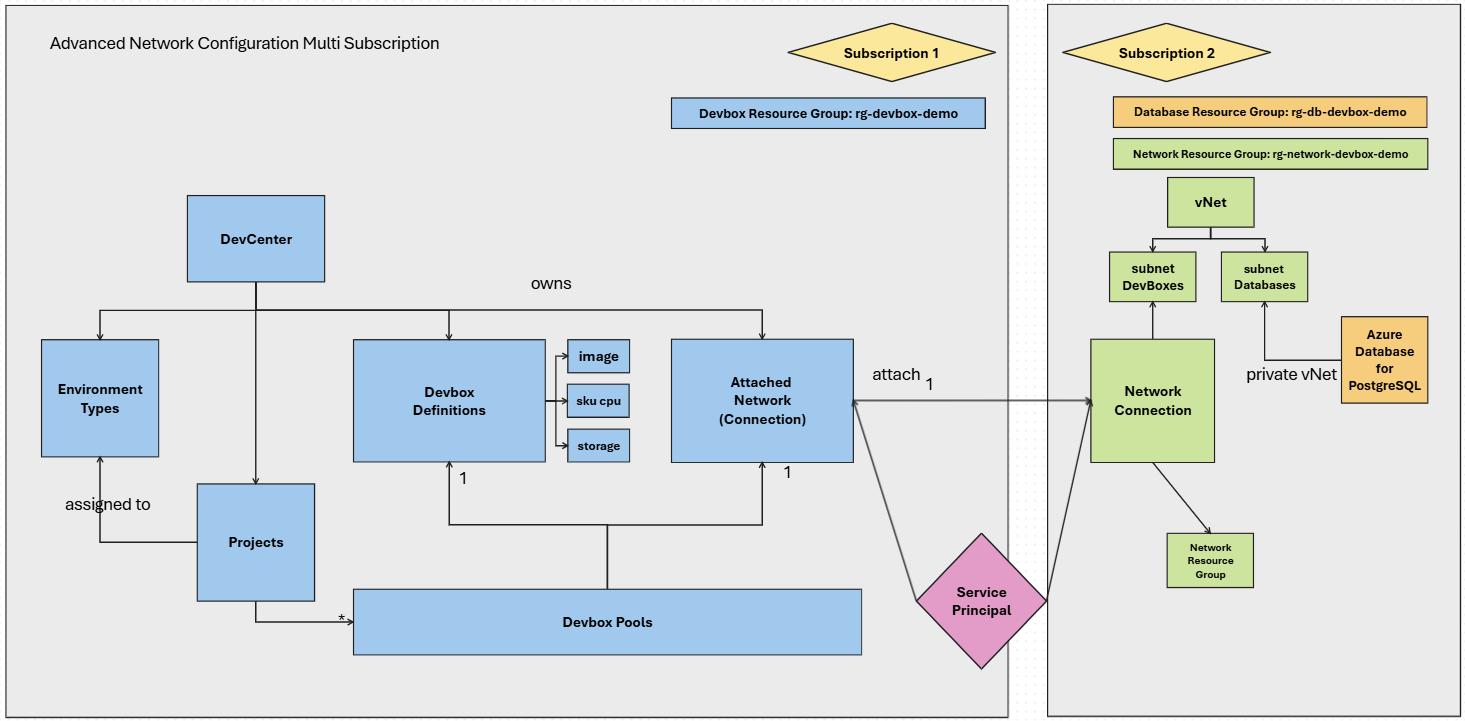 Advanced Network Configuration Multi Subscription
Subscription 1
Devbox Resource Group: rg-devbox-demo
DevCenter
owns
Environment
Types
Devbox
Definitions
image
sku cpu
storage
Attached
Network
(Connection)
attach
1
assigned to
1
1
Projects
*
Devbox Pools
Service
Principal
Subscription 2
Database Resource Group: rg-db-devbox-demo
Network Resource Group: rg-network-devbox-demo
vNet
subnet
DevBoxes
subnet
Databases
Azure
Database
for
PostgreSQL
private vNet
Network
Connection
Network
Resource
Group